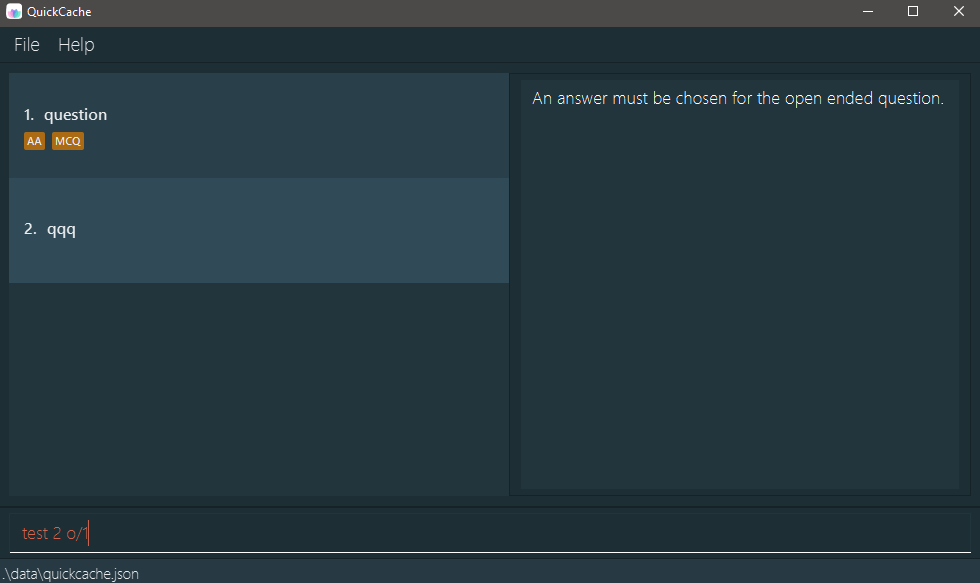 QuickCache
File Help
1. question
AA MCQ
2. qqq
An answer must be chosen for the open ended question.
test 2 o/1
.\data\quickcache.json